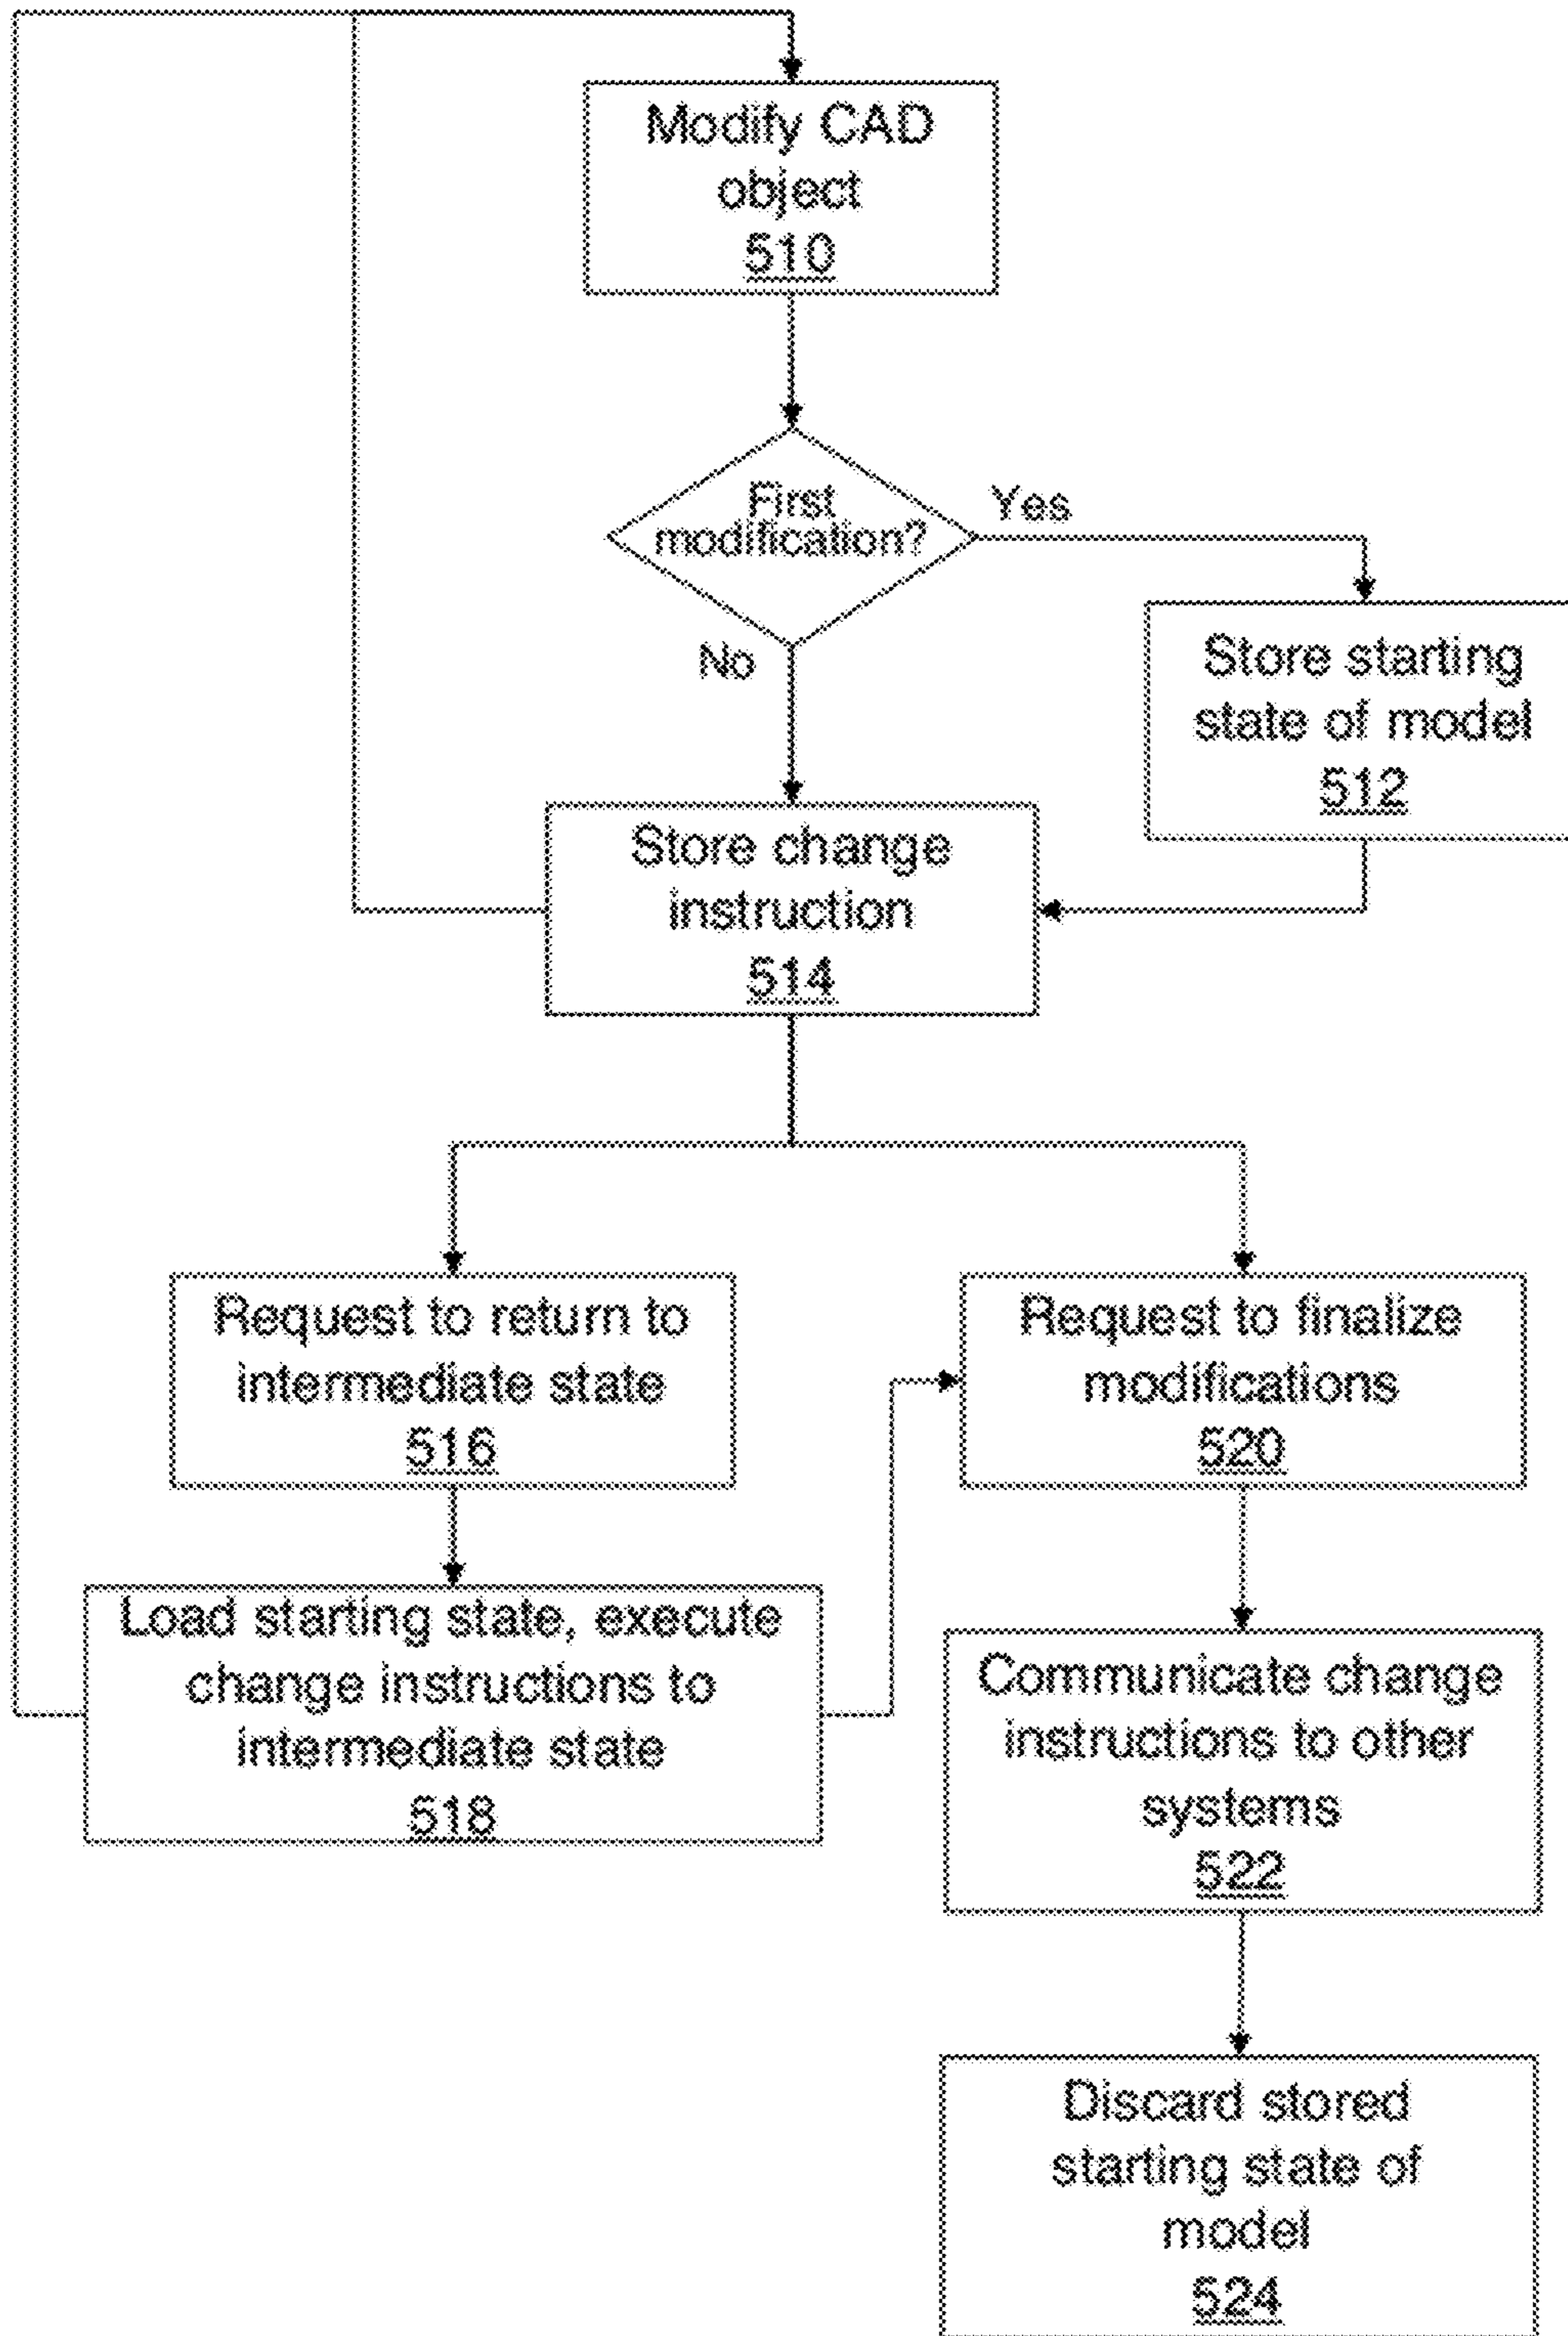 Modify CAD
object
510
First
modification?
Yes
No
Store starting
state of model
512
Store change
instruction
514
Request to return to
intermediate state
516
Request to finalize
modifications
520
Load starting state, execute
change instructions to
intermediate state
518
Communicate change
instructions to other
systems
522
Discard stored
starting state of
model
524